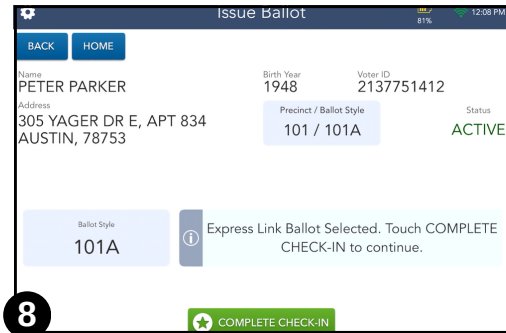 Issue Ballot
81%
12:08 PM
BACK
HOME
Name
PETER PARKER
Birth Year
1948
Voter ID
2137751412
Address
305 YAGER DR E, APT 834
AUSTIN, 78753
Precinct / Ballot Style
101 / 101A
Status
ACTIVE
Ballot Style
101A
Express Link Ballot Selected. Touch COMPLETE
CHECK-IN to continue.
8
COMPLETE CHECK-IN